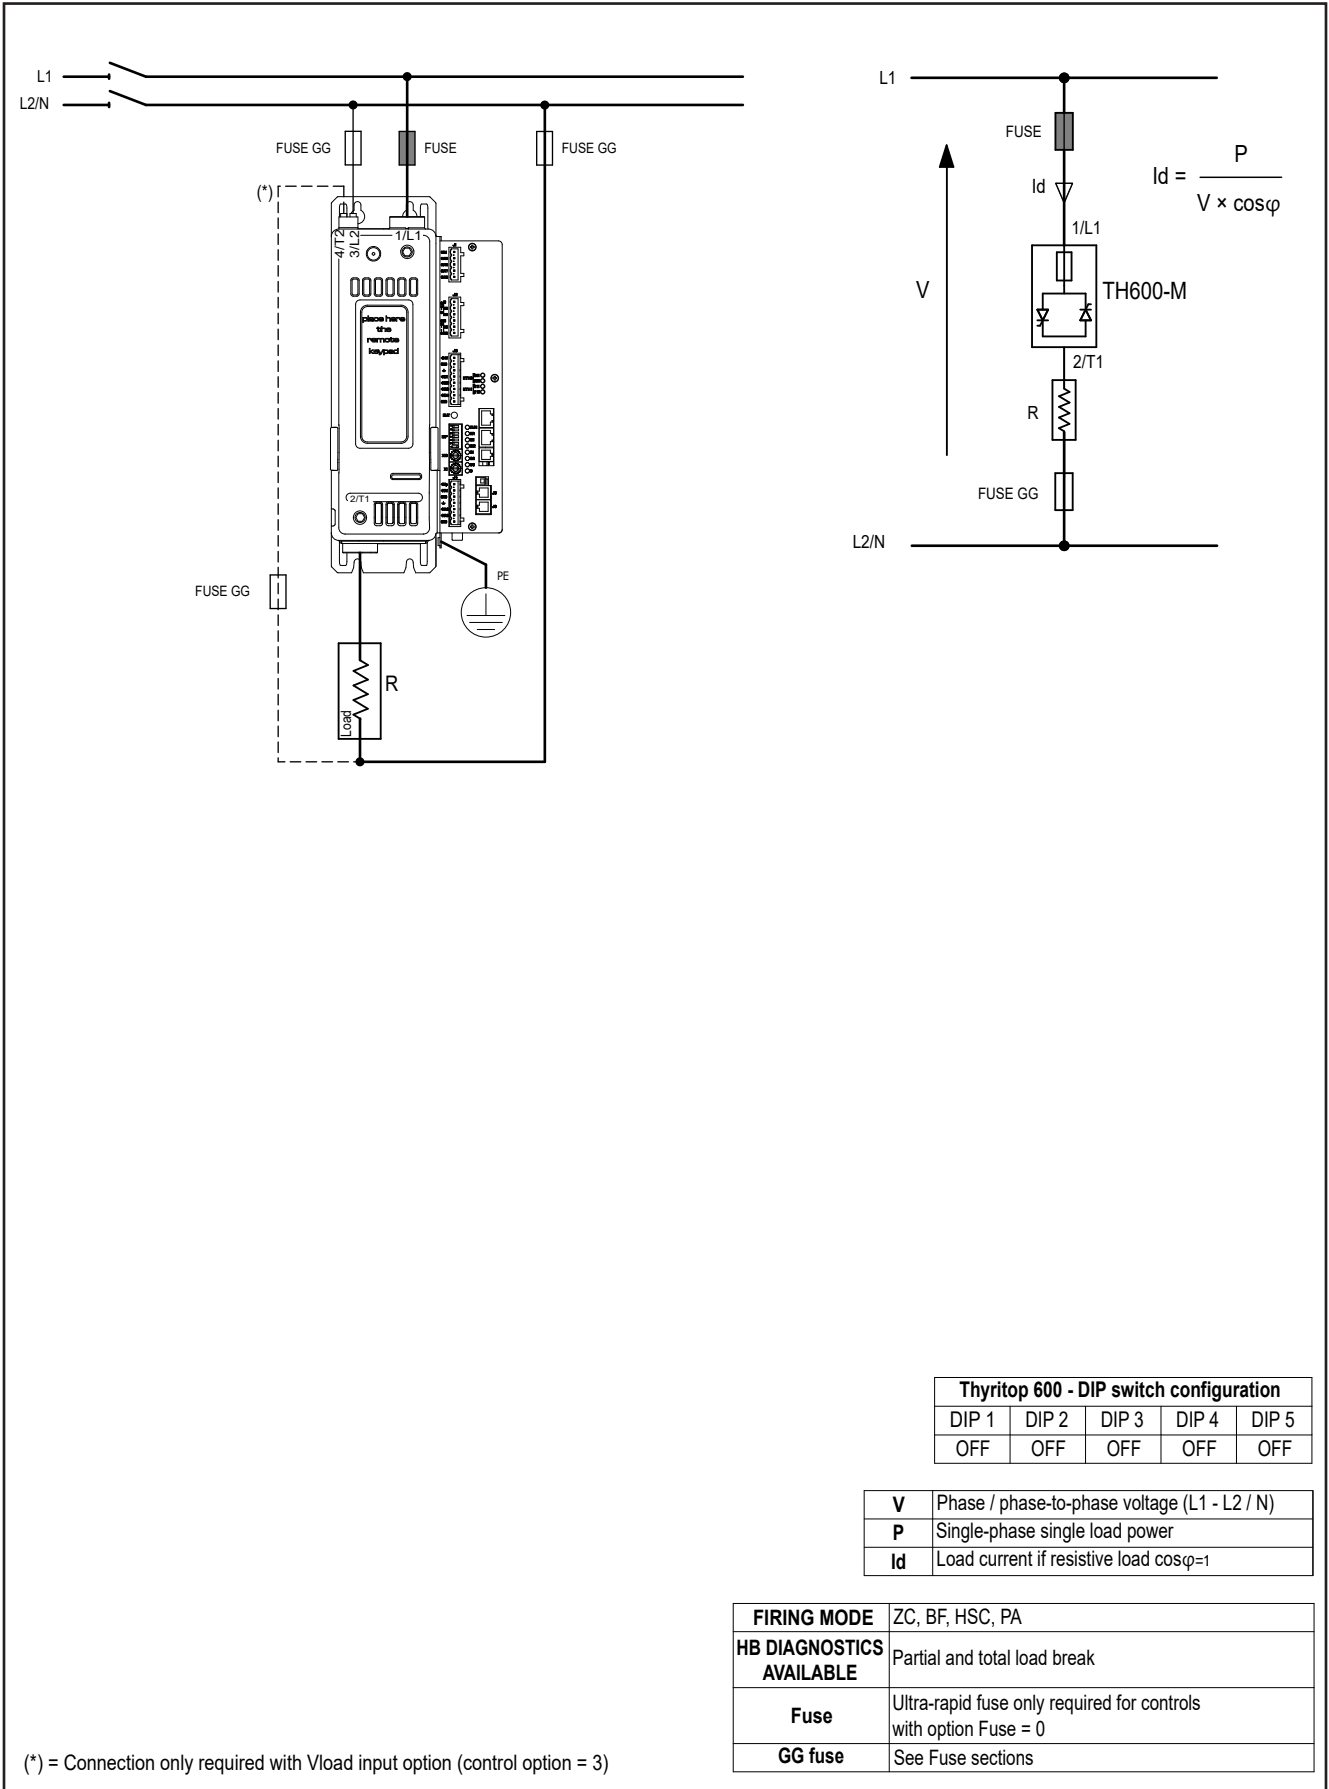 L1
L2/N
FUSE GG
FUSE
FUSE GG
(*)
4/T2
3/L2
1/L1
place here
the
remote
keypad
2/T1
PE
FUSE GG
R
Load
L1
FUSE
Id
Id = P
V × cosφ
1/L1
V
TH600-M
2/T1
R
FUSE GG
L2/N
Thyritop 600 - DIP switch configuration
DIP 1 DIP 2 DIP 3 DIP 4 DIP 5
OFF OFF OFF OFF OFF
V Phase / phase-to-phase voltage (L1 - L2 / N)
P Single-phase single load power
Id Load current if resistive load cosφ=1
FIRING MODE ZC, BF, HSC, PA
HB DIAGNOSTICS
AVAILABLE Partial and total load break
Fuse Ultra-rapid fuse only required for controls
with option Fuse = 0
GG fuse See Fuse sections
(*) = Connection only required with Vload input option (control option = 3)